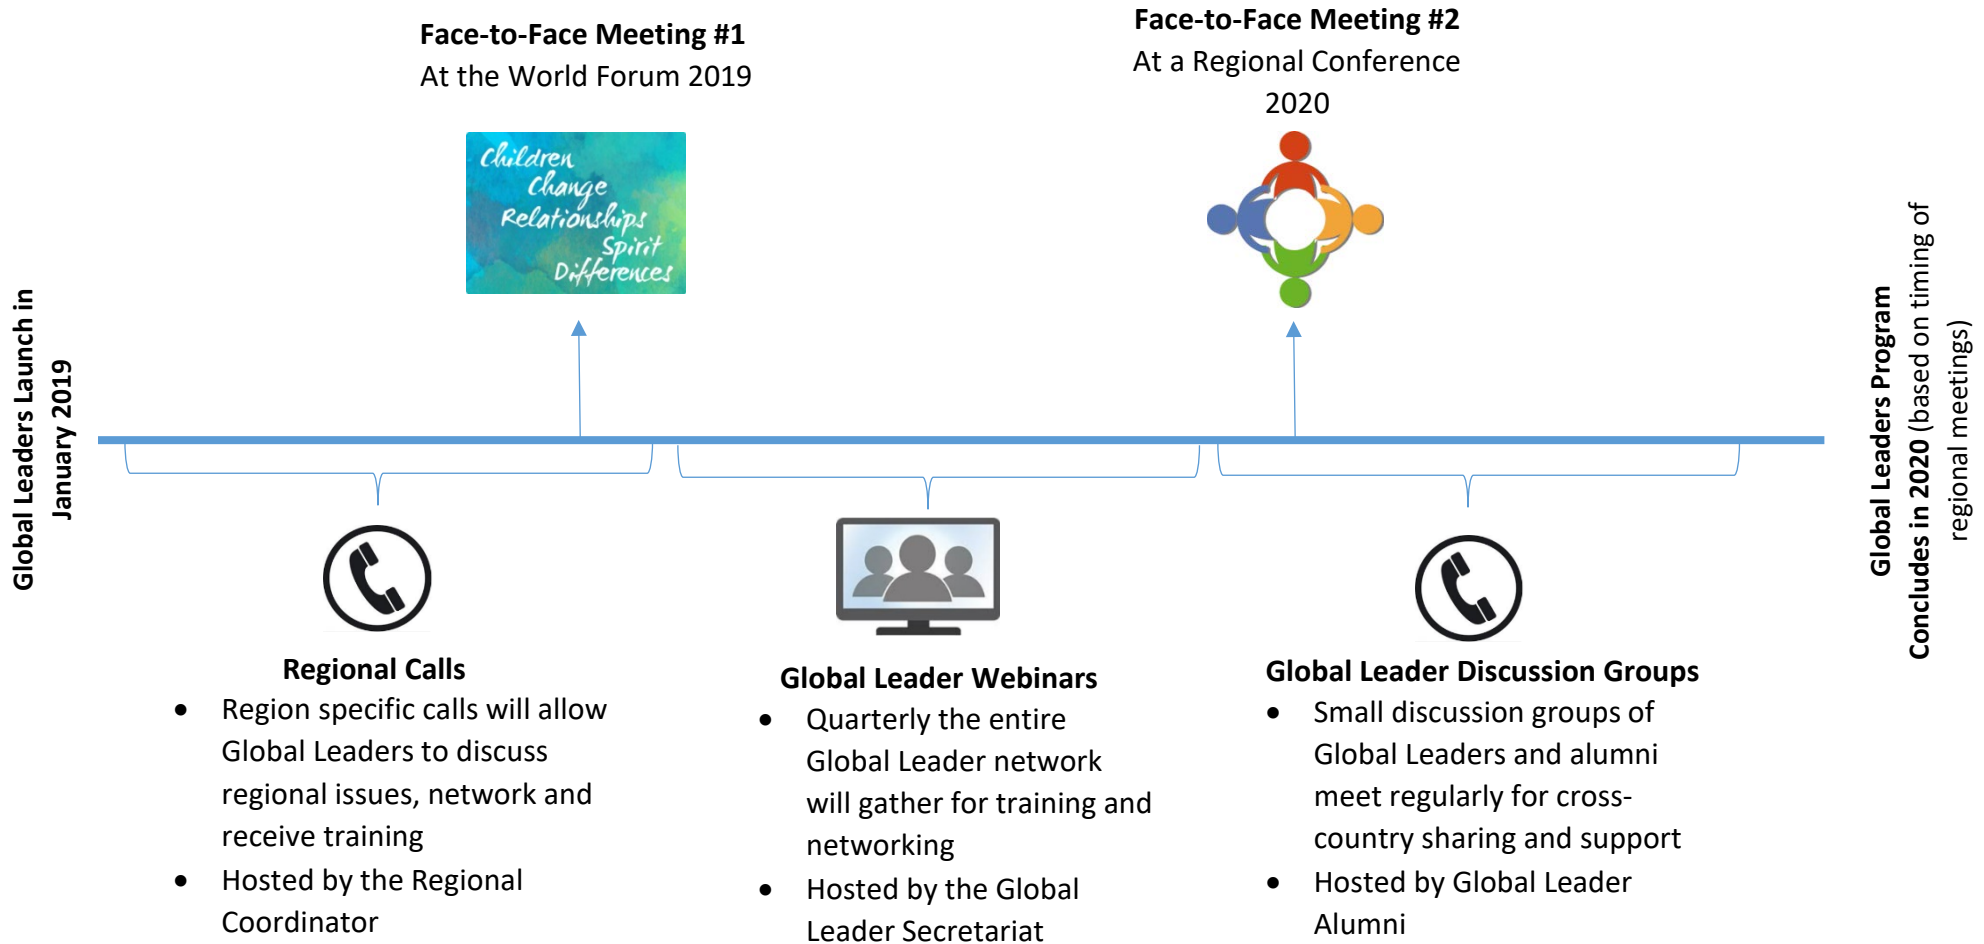 Global Leaders Launch in
January 2019
Face-to-Face Meeting #1
At the World Forum 2019
Children
Change
Relationships
Spirit
Differences
Face-to-Face Meeting #2
At a Regional Conference
2020
Regional Calls
• Region specific calls will allow
Global Leaders to discuss
regional issues, network and
receive training
• Hosted by the Regional
Coordinator
Global Leader Webinars
• Quarterly the entire
Global Leader network
will gather for training and
networking
• Hosted by the Global
Leader Secretariat
Global Leader Discussion Groups
• Small discussion groups of
Global Leaders and alumni
meet regularly for cross-
country sharing and support
• Hosted by Global Leader
Alumni
Global Leaders Program
Concludes in 2020 (based on timing of
regional meetings)